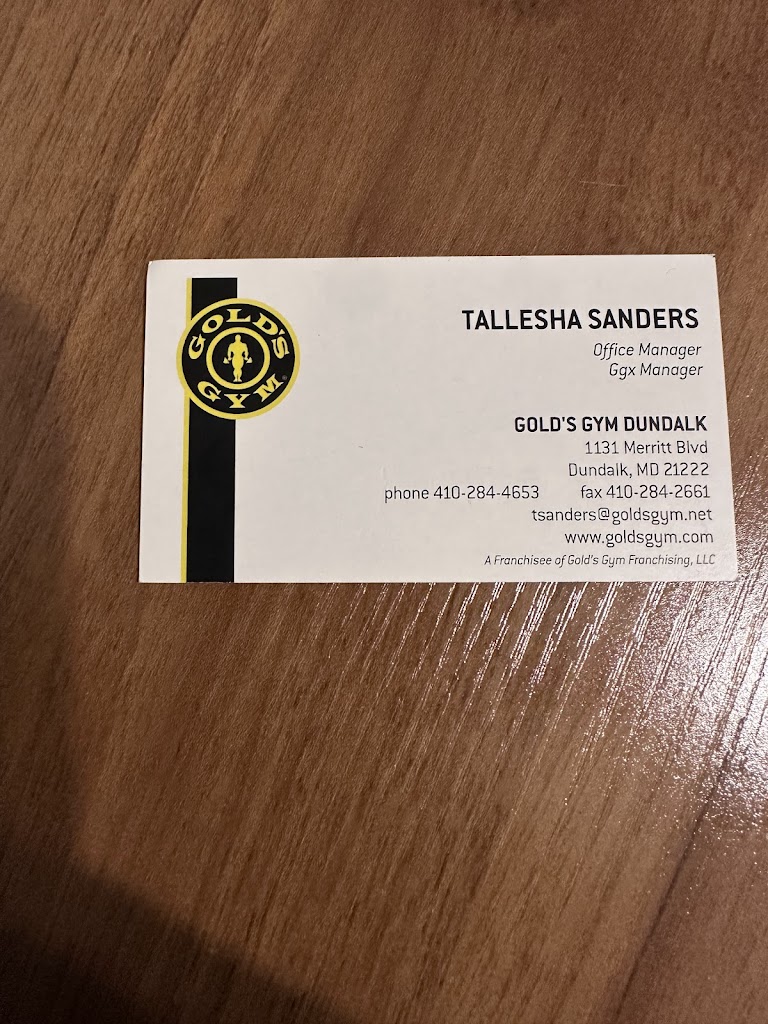 GOLD'S
GYM
TALLESHA SANDERS
Office Manager
Ggx Manager
GOLD'S GYM DUNDALK
1131 Merritt Blvd
Dundalk, MD 21222
phone 410-284-4653 fax 410-284-2661
tsanders@goldsgym.net
www.goldsgym.com
A Franchisee of Gold's Gym Franchising, LLC